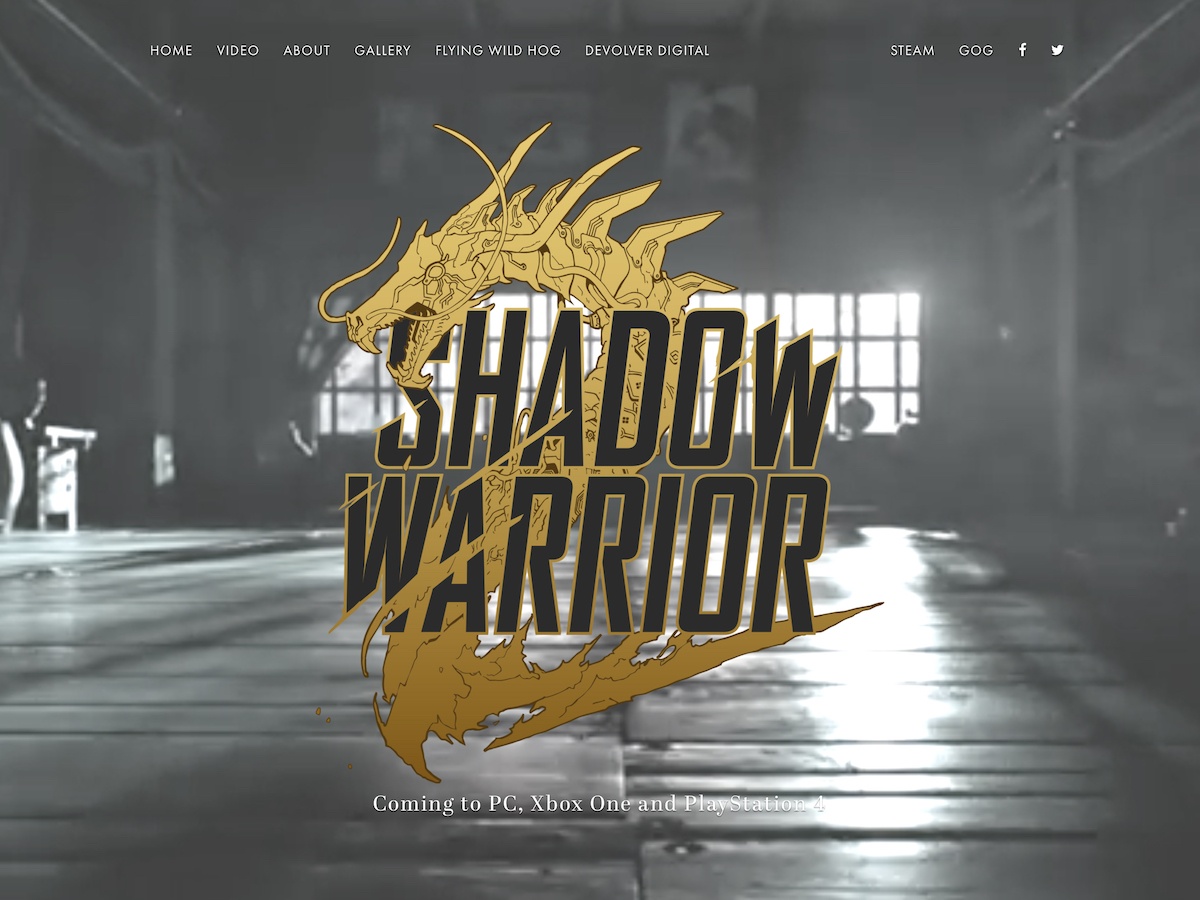 HOME VIDEO ABOUT GALLERY FLYING WILD HOG DEVOLVER DIGITAL STEAM GOG
SHADOW
WARRIOR
Coming to PC, Xbox One and PlayStation 4